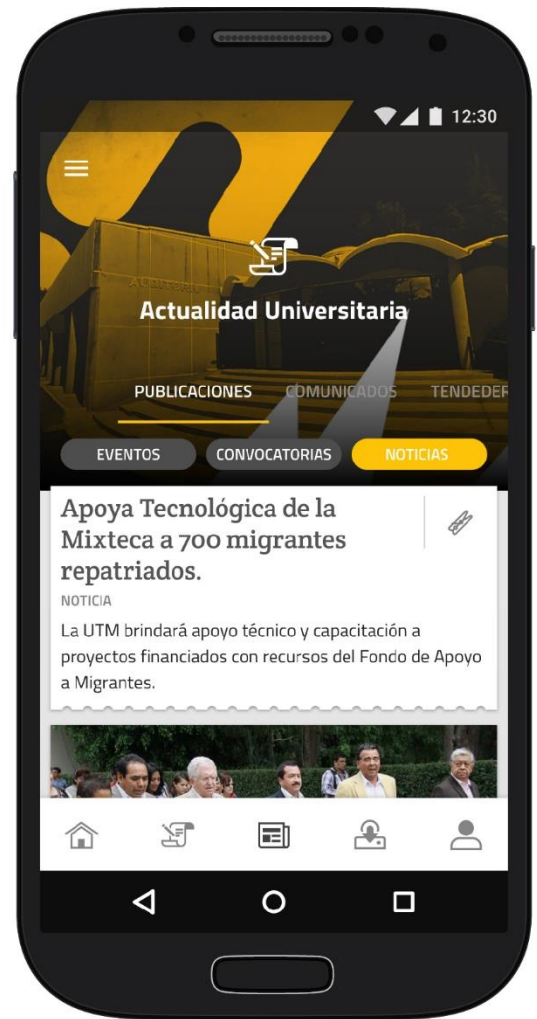 12:30
AUDITORIO
Actualidad Universitaria
PUBLICACIONES COMUNICADOS TENDEDER
EVENTOS CONVOCATORIAS NOTICIAS
Apoya Tecnológica de la
Mixteca a 700 migrantes
repatriados.
NOTICIA
La UTM brindará apoyo técnico y capacitación a
proyectos financiados con recursos del Fondo de Apoyo
a Migrantes.